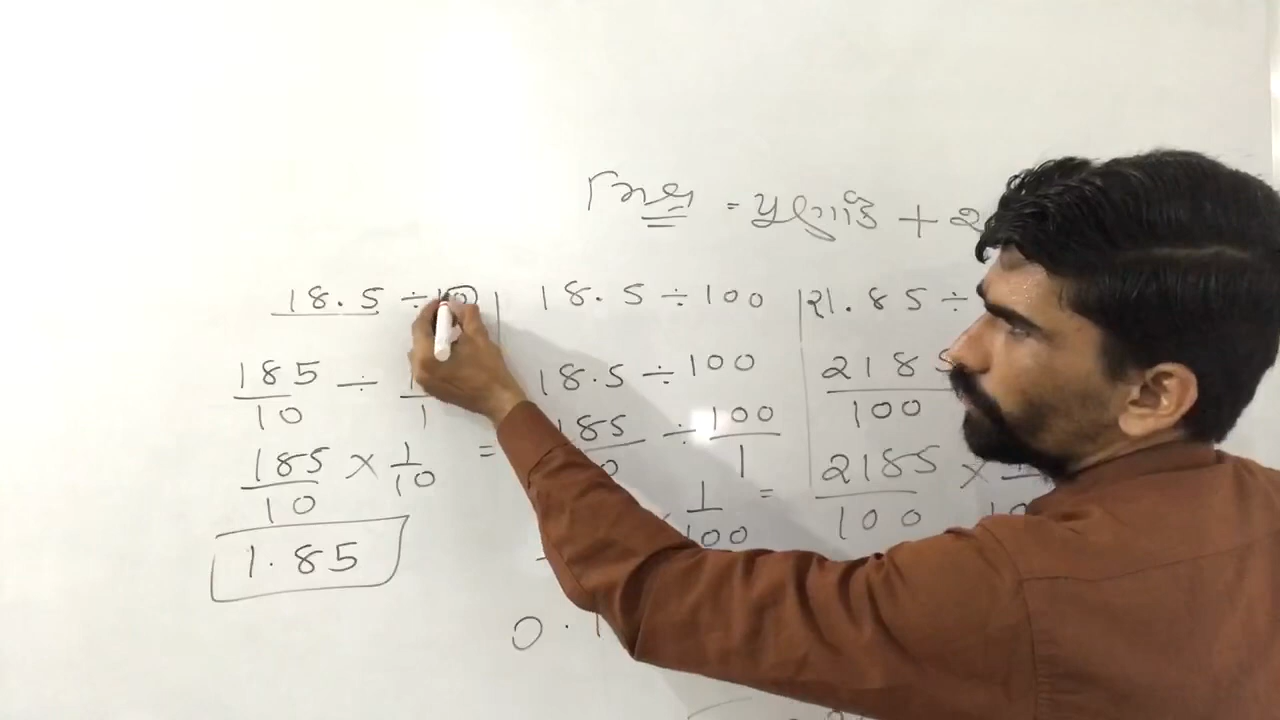 મિશ્ર = પુર્ણાંક +
18.5 ÷ 10
185/10 ÷ 1
185/10 × 1/10
1.85
18.5 ÷ 100
18.5 ÷ 100
= 185 ÷ 100/1
1/100 =
0.1
21.85 ÷
2185/100
2185/100 ×